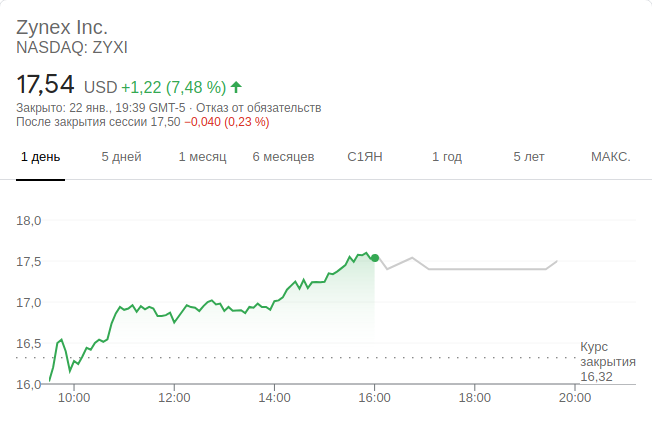 Zynex Inc.
NASDAQ: ZYXI
17,54 USD +1,22 (7,48 %)
Закрыто: 22 янв., 19:39 GMT-5 · Отказ от обязательств
После закрытия сессии 17,50 −0,040 (0,23 %)
1 день 5 дней 1 месяц 6 месяцев С1ЯН 1 год 5 лет МАКС.
18,0
17,5
17,0
16,5
16,0
Курс
закрытия
16,32
10:00 12:00 14:00 16:00 18:00 20:00